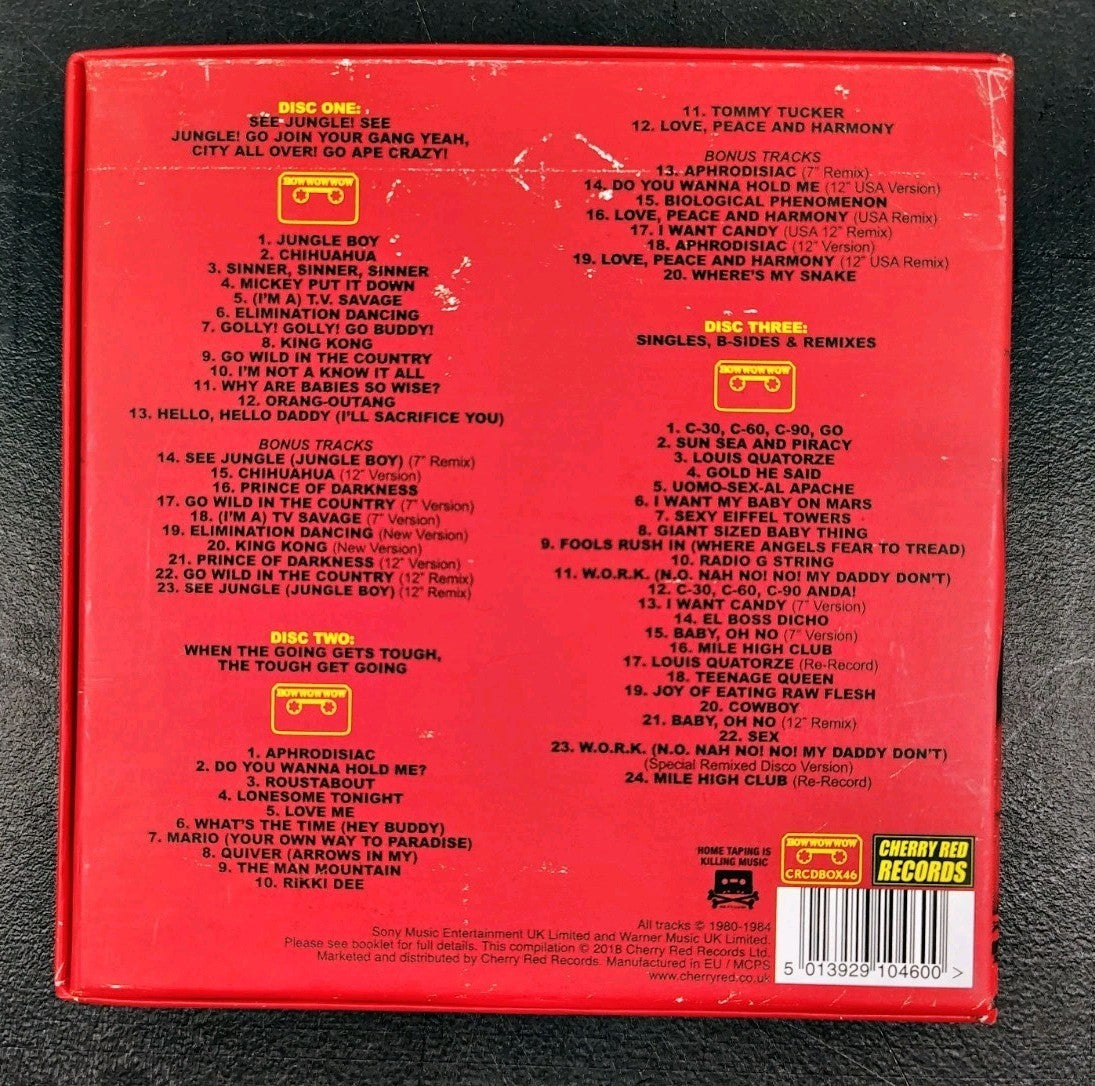 DISC ONE:
SEE JUNGLE! SEE
JUNGLE! GO JOIN YOUR GANG YEAH,
CITY ALL OVER! GO APE CRAZY!
BOW WOW WOW
1. JUNGLE BOY
2. CHIHUAHUA
3. SINNER, SINNER, SINNER
4. MICKEY PUT IT DOWN
5. (I'M A) T.V. SAVAGE
6. ELIMINATION DANCING
7. GOLLY! GOLLY! GO BUDDY!
8. KING KONG
9. GO WILD IN THE COUNTRY
10. I'M NOT A KNOW IT ALL
11. WHY ARE BABIES SO WISE?
12. ORANG-OUTANG
13. HELLO, HELLO DADDY (I'LL SACRIFICE YOU)
BONUS TRACKS
14. SEE JUNGLE (JUNGLE BOY) (7" Remix)
15. CHIHUAHUA (12" Version)
16. PRINCE OF DARKNESS
17. GO WILD IN THE COUNTRY (7" Version)
18. (I'M A) TV SAVAGE (7" Version)
19. ELIMINATION DANCING (New Version)
20. KING KONG (New Version)
21. PRINCE OF DARKNESS (12" Version)
22. GO WILD IN THE COUNTRY (12" Remix)
23. SEE JUNGLE (JUNGLE BOY) (12" Remix)
DISC TWO:
WHEN THE GOING GETS TOUGH,
THE TOUGH GET GOING
BOW WOW WOW
1. APHRODISIAC
2. DO YOU WANNA HOLD ME?
3. ROUSTABOUT
4. LONESOME TONIGHT
5. LOVE ME
6. WHAT'S THE TIME (HEY BUDDY)
7. MARIO (YOUR OWN WAY TO PARADISE)
8. QUIVER (ARROWS IN MY)
9. THE MAN MOUNTAIN
10. RIKKI DEE
11. TOMMY TUCKER
12. LOVE, PEACE AND HARMONY
BONUS TRACKS
13. APHRODISIAC (7" Remix)
14. DO YOU WANNA HOLD ME (12" USA Version)
15. BIOLOGICAL PHENOMENON
16. LOVE, PEACE AND HARMONY (USA Remix)
17. I WANT CANDY (USA 12" Remix)
18. APHRODISIAC (12" Version)
19. LOVE, PEACE AND HARMONY (12" USA Remix)
20. WHERE'S MY SNAKE
DISC THREE:
SINGLES, B-SIDES & REMIXES
BOW WOW WOW
1. C-30, C-60, C-90, GO
2. SUN SEA AND PIRACY
3. LOUIS QUATORZE
4. GOLD HE SAID
5. UOMO-SEX-AL APACHE
6. I WANT MY BABY ON MARS
7. SEXY EIFFEL TOWERS
8. GIANT SIZED BABY THING
9. FOOLS RUSH IN (WHERE ANGELS FEAR TO TREAD)
10. RADIO G STRING
11. W.O.R.K. (N.O. NAH NO! NO! MY DADDY DON'T)
12. C-30, C-60, C-90 ANDA!
13. I WANT CANDY (7" Version)
14. EL BOSS DICHO
15. BABY, OH NO (7" Version)
16. MILE HIGH CLUB
17. LOUIS QUATORZE (Re-Record)
18. TEENAGE QUEEN
19. JOY OF EATING RAW FLESH
20. COWBOY
21. BABY, OH NO (12" Remix)
22. SEX
23. W.O.R.K. (N.O. NAH NO! NO! MY DADDY DON'T)
(Special Remixed Disco Version)
24. MILE HIGH CLUB (Re-Record)
HOME TAPING IS
KILLING MUSIC
BOW WOW WOW
CRCDBOX46
CHERRY RED
RECORDS
All tracks © 1980-1984
Sony Music Entertainment UK Limited and Warner Music UK Limited.
Please see booklet for full details. This compilation © 2018 Cherry Red Records Ltd.
Marketed and distributed by Cherry Red Records. Manufactured in EU / MCPS
www.cherryred.co.uk
5 013929 104600 >